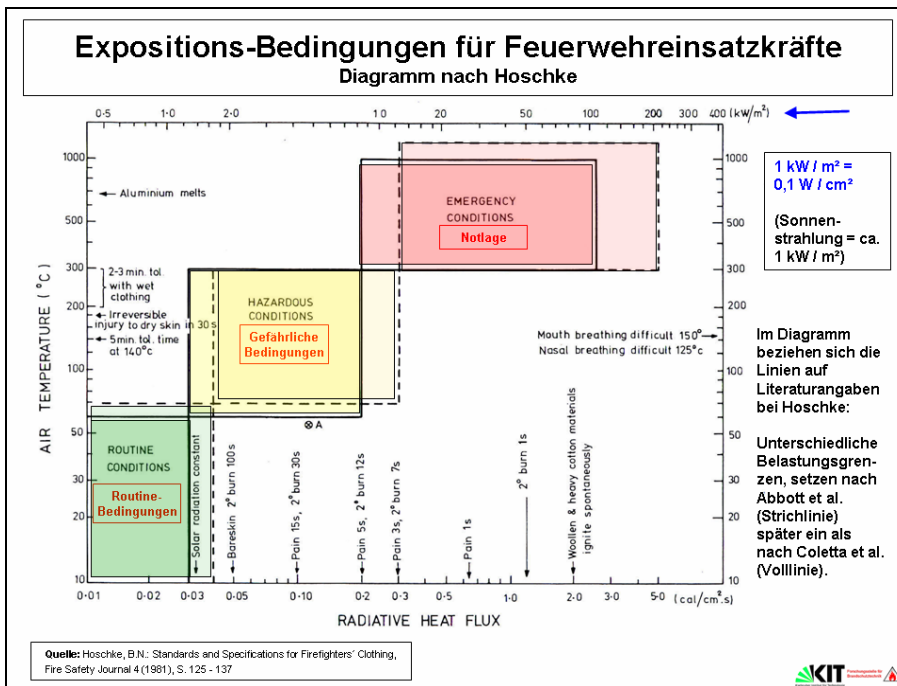 Expositions-Bedingungen für Feuerwehreinsatzkräfte
Diagramm nach Hoschke
0·5 1·0 2·0 1·0 20 50 100 200 300 400 (kW/m²)
1 kW / m² =
0,1 W / cm²
(Sonnen-
strahlung = ca.
1 kW / m²)
AIR TEMPERATURE (°C)
1000
500
300
200
100
50
30
20
10
Aluminium melts
2-3 min. tol.
with wet
clothing
Irreversible
injury to dry skin in 30s
5min. tol. time
at 140°c
EMERGENCY
CONDITIONS
Notlage
HAZARDOUS
CONDITIONS
Gefährliche
Bedingungen
ROUTINE
CONDITIONS
Routine-
Bedingungen
Mouth breathing difficult 150°
Nasal breathing difficult 125°c
A
Solar radiation constant
Bareskin 2° burn 100s
Pain 15s, 2° burn 30s
Pain 5s, 2° burn 12s
Pain 3s, 2° burn 7s
Pain 1s
2° burn 1s
Woollen & heavy cotton materials
ignite spontaneously
1000
500
300
200
100
50
30
20
10
0·01 0·02 0·03 0·05 0·10 0·2 0·3 0·5 1·0 2·0 3·0 5·0 (cal/cm².s)
RADIATIVE HEAT FLUX
Im Diagramm
beziehen sich die
Linien auf
Literaturangaben
bei Hoschke:
Unterschiedliche
Belastungsgren-
zen, setzen nach
Abbott et al.
(Strichlinie)
später ein als
nach Coletta et al.
(Volllinie).
Quelle: Hoschke, B.N.: Standards and Specifications for Firefighters´ Clothing,
Fire Safety Journal 4 (1981), S. 125 - 137
KIT